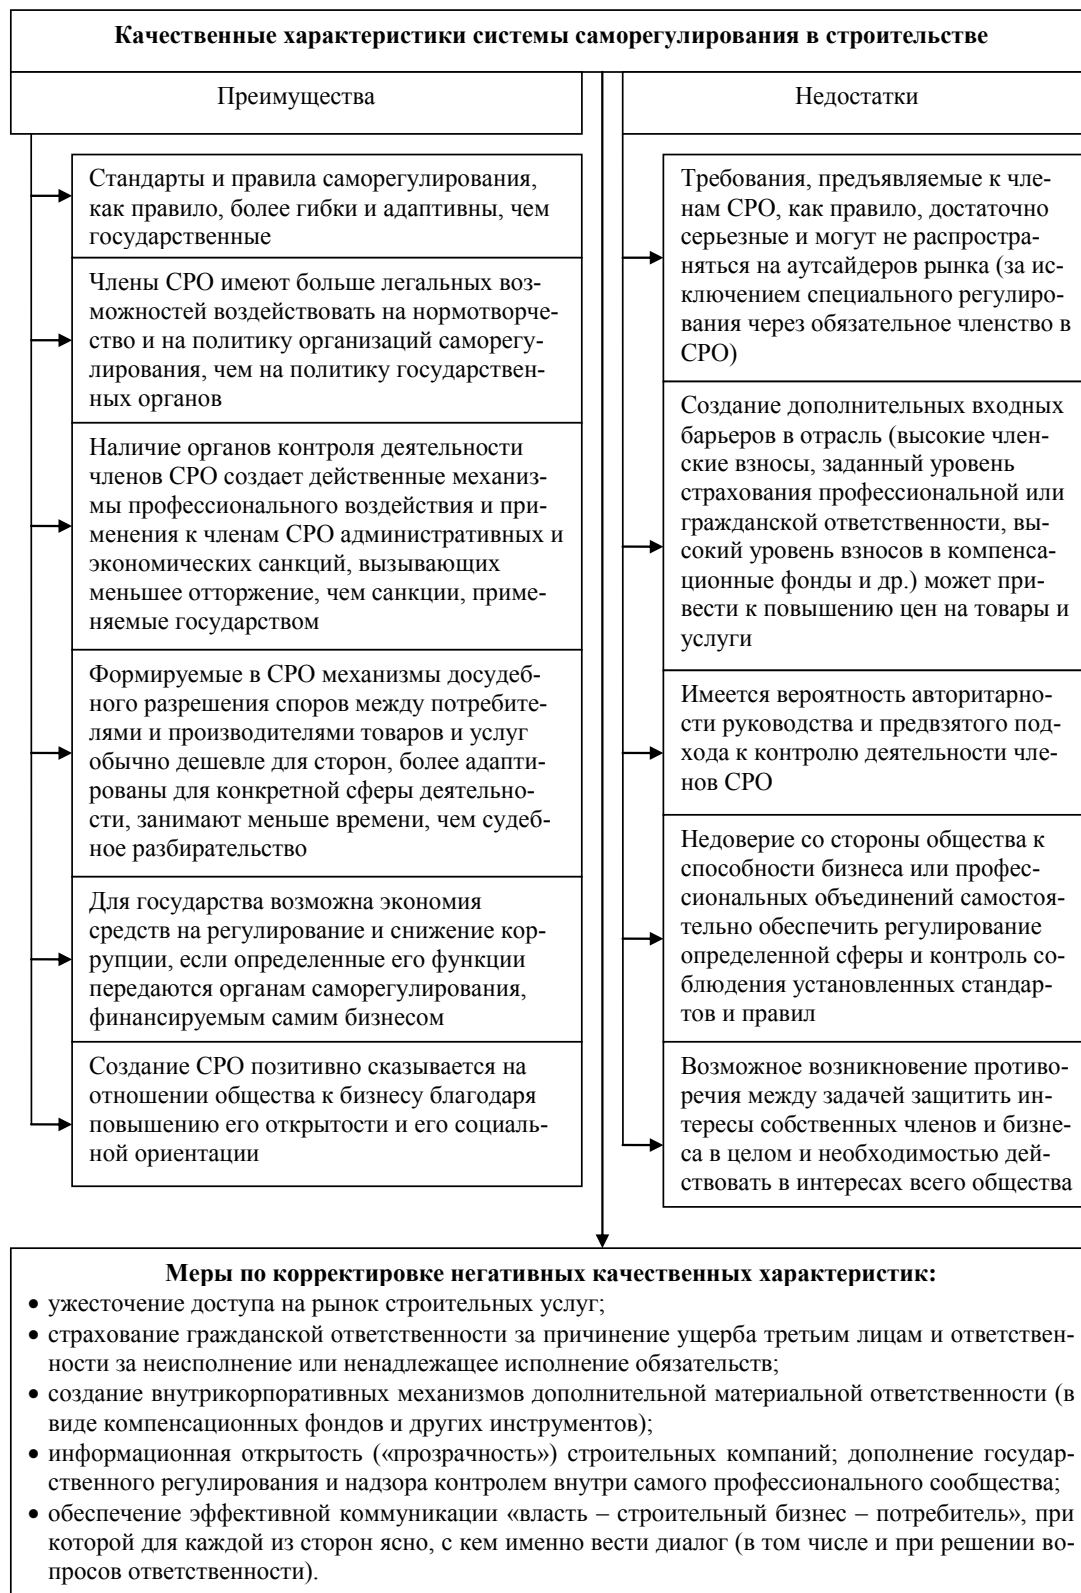 Качественные характеристики системы саморегулирования в строительстве
Преимущества
Стандарты и правила саморегулирования,
как правило, более гибки и адаптивны, чем
государственные
Члены СРО имеют больше легальных воз-
можностей воздействовать на нормотворче-
ство и на политику организаций саморегу-
лирования, чем на политику государствен-
ных органов
Наличие органов контроля деятельности
членов СРО создает действенные механиз-
мы профессионального воздействия и при-
менения к членам СРО административных и
экономических санкций, вызывающих
меньшее отторжение, чем санкции, приме-
няемые государством
Формируемые в СРО механизмы досудеб-
ного разрешения споров между потребите-
лями и производителями товаров и услуг
обычно дешевле для сторон, более адапти-
рованы для конкретной сферы деятельно-
сти, занимают меньше времени, чем судеб-
ное разбирательство
Для государства возможна экономия
средств на регулирование и снижение кор-
рупции, если определенные его функции
передаются органам саморегулирования,
финансируемым самим бизнесом
Создание СРО позитивно сказывается на
отношении общества к бизнесу благодаря
повышению его открытости и его социаль-
ной ориентации
Недостатки
Требования, предъявляемые к чле-
нам СРО, как правило, достаточно
серьезные и могут не распростра-
няться на аутсайдеров рынка (за ис-
ключением специального регулиро-
вания через обязательное членство в
СРО)
Создание дополнительных входных
барьеров в отрасль (высокие член-
ские взносы, заданный уровень
страхования профессиональной или
гражданской ответственности, вы-
сокий уровень взносов в компенса-
ционные фонды и др.) может при-
вести к повышению цен на товары и
услуги
Имеется вероятность авторитарно-
сти руководства и предвзятого под-
хода к контролю деятельности чле-
нов СРО
Недоверие со стороны общества к
способности бизнеса или профес-
сиональных объединений самостоя-
тельно обеспечить регулирование
определенной сферы и контроль со-
блюдения установленных стандар-
тов и правил
Возможное возникновение противо-
речия между задачей защитить ин-
тересы собственных членов и бизне-
са в целом и необходимостью дей-
ствовать в интересах всего общества
Меры по корректировке негативных качественных характеристик:
• ужесточение доступа на рынок строительных услуг;
• страхование гражданской ответственности за причинение ущерба третьим лицам и ответствен-
ности за неисполнение или ненадлежащее исполнение обязательств;
• создание внутрикорпоративных механизмов дополнительной материальной ответственности (в
виде компенсационных фондов и других инструментов);
• информационная открытость («прозрачность») строительных компаний; дополнение государ-
ственного регулирования и надзора контролем внутри самого профессионального сообщества;
• обеспечение эффективной коммуникации «власть – строительный бизнес – потребитель», при
которой для каждой из сторон ясно, с кем именно вести диалог (в том числе и при решении во-
просов ответственности).